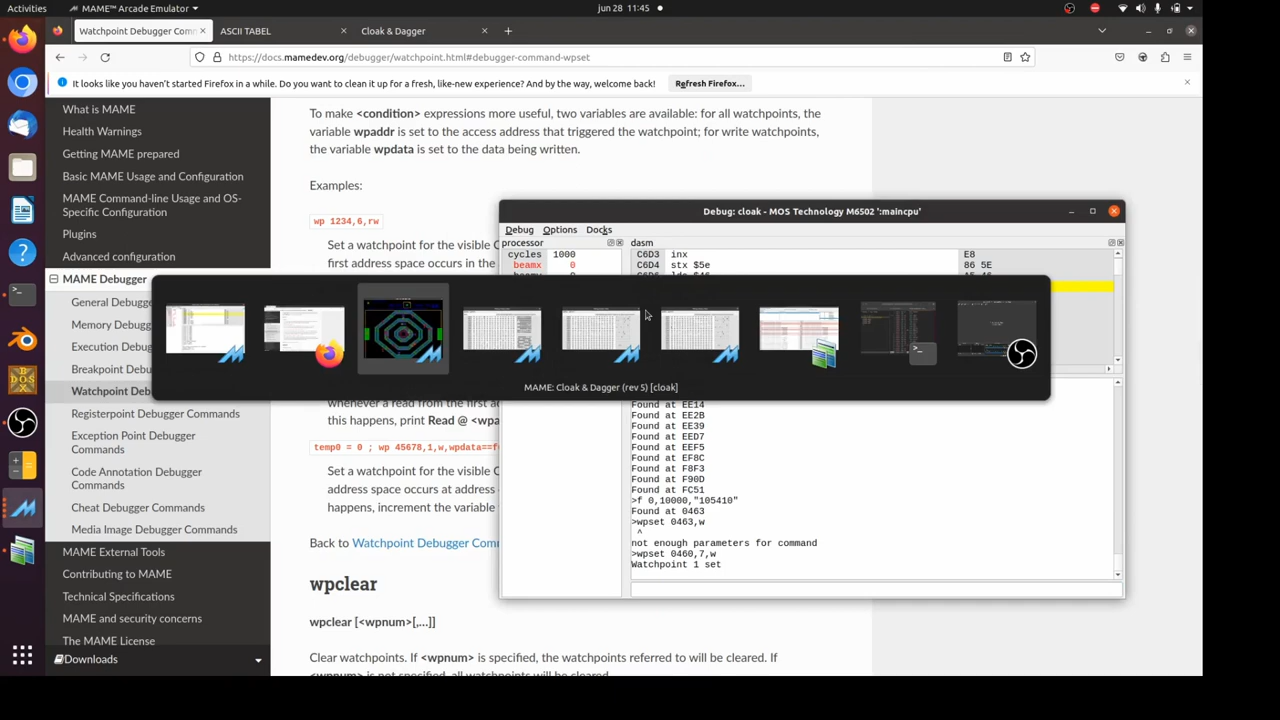 Activities
MAME™ Arcade Emulator
jun 28 11:45
Watchpoint Debugger Com
ASCII TABEL
Cloak & Dagger
https://docs.mamedev.org/debugger/watchpoint.html#debugger-command-wpset
It looks like you haven't started Firefox in a while. Do you want to clean it up for a fresh, like-new experience? And by the way, welcome back!
Refresh Firefox...
What is MAME
Health Warnings
Getting MAME prepared
Basic MAME Usage and Configuration
MAME Command-line Usage and OS-
Specific Configuration
Plugins
Advanced configuration
MAME Debugger
General Debugge
Memory Debugg
Execution Debug
Breakpoint Debu
Watchpoint Deb
Registerpoint Debugger Commands
Exception Point Debugger
Commands
Code Annotation Debugger
Commands
Cheat Debugger Commands
Media Image Debugger Commands
MAME External Tools
Contributing to MAME
Technical Specifications
MAME and security concerns
The MAME License
Downloads
To make <condition> expressions more useful, two variables are available: for all watchpoints, the
variable wpaddr is set to the access address that triggered the watchpoint; for write watchpoints,
the variable wpdata is set to the data being written.
Examples:
wp 1234,6,rw
Set a watchpoint for the visible C
first address space occurs in the
whenever a read from the first a
this happens, print Read @ <wpa
temp0 = 0 ; wp 45678,1,w,wpdata==f
Set a watchpoint for the visible C
address space occurs at address
happens, increment the variable
Back to Watchpoint Debugger Com
wpclear
wpclear [<wpnum>[,...]]
Clear watchpoints. If <wpnum> is specified, the watchpoints referred to will be cleared. If
<wpnum> is not specified, all watchpoints will be cleared.
Debug: cloak - MOS Technology M6502 ':maincpu'
Debug Options Docks
processor
cycles 1000
beamx 0
dasm
C6D3 inx E8
C6D4 stx $5e 86 5E
MAME: Cloak & Dagger (rev 5) [cloak]
Found at EE14
Found at EE2B
Found at EE39
Found at EED7
Found at EEF5
Found at EF8C
Found at F8F3
Found at F90D
Found at FC51
>f 0,10000,"105410"
Found at 0463
>wpset 0463,w
^
not enough parameters for command
>wpset 0460,7,w
Watchpoint 1 set